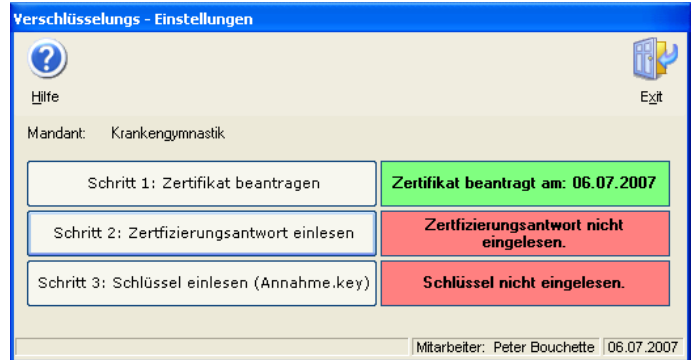 Verschlüsselungs - Einstellungen
Hilfe
Exit
Mandant: Krankengymnastik
Schritt 1: Zertifikat beantragen
Zertifikat beantragt am: 06.07.2007
Schritt 2: Zertfizierungsantwort einlesen
Zertfizierungsantwort nicht
eingelesen.
Schritt 3: Schlüssel einlesen (Annahme.key)
Schlüssel nicht eingelesen.
Mitarbeiter: Peter Bouchette 06.07.2007